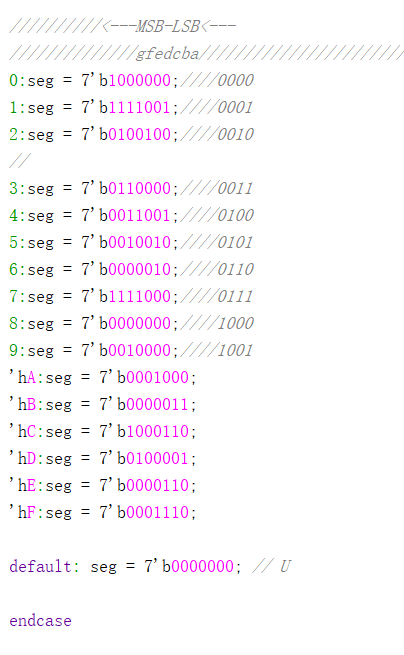 //////////<---MSB-LSB<---
//////////////gfedcba///////////////////////
0:seg = 7'b1000000;////0000
1:seg = 7'b1111001;////0001
2:seg = 7'b0100100;////0010
//
3:seg = 7'b0110000;////0011
4:seg = 7'b0011001;////0100
5:seg = 7'b0010010;////0101
6:seg = 7'b0000010;////0110
7:seg = 7'b1111000;////0111
8:seg = 7'b0000000;////1000
9:seg = 7'b0010000;////1001
'hA:seg = 7'b0001000;
'hB:seg = 7'b0000011;
'hC:seg = 7'b1000110;
'hD:seg = 7'b0100001;
'hE:seg = 7'b0000110;
'hF:seg = 7'b0001110;
default: seg = 7'b0000000; // U
endcase